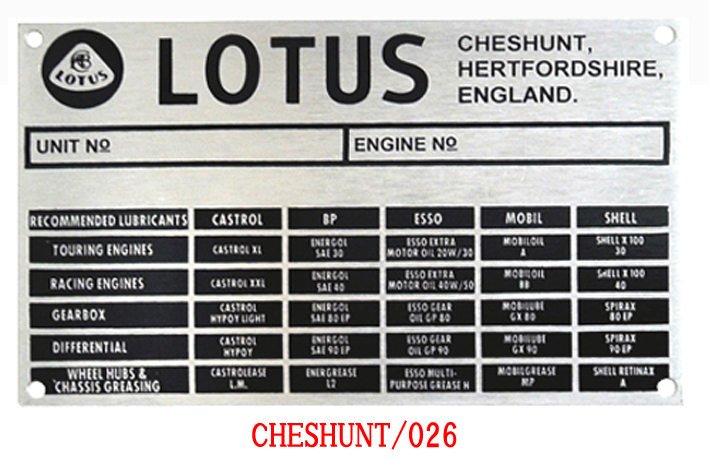 LOTUS
LOTUS
CHESHUNT,
HERTFORDSHIRE,
ENGLAND.
UNIT Nº
ENGINE Nº
RECOMMENDED LUBRICANTS CASTROL BP ESSO MOBIL SHELL
TOURING ENGINES CASTROL XL ENERGOL SAE 30 ESSO EXTRA MOTOR OIL 20W/30 MOBILOIL A SHELL X 100 30
RACING ENGINES CASTROL XXL ENERGOL SAE 40 ESSO EXTRA MOTOR OIL 40W/50 MOBILOIL BB SHELL X 100 40
GEARBOX CASTROL HYPOY LIGHT ENERGOL SAE 80 EP ESSO GEAR OIL GP 80 MOBILUBE GX 80 SPIRAX 80 EP
DIFFERENTIAL CASTROL HYPOY ENERGOL SAE 90 EP ESSO GEAR OIL GP 90 MOBILUBE GX 90 SPIRAX 90 EP
WHEEL HUBS & CHASSIS GREASING CASTROLEASE L.M. ENERGREASE L2 ESSO MULTI-PURPOSE GREASE H MOBILGREASE MP SHELL RETINAX A
CHESHUNT/026